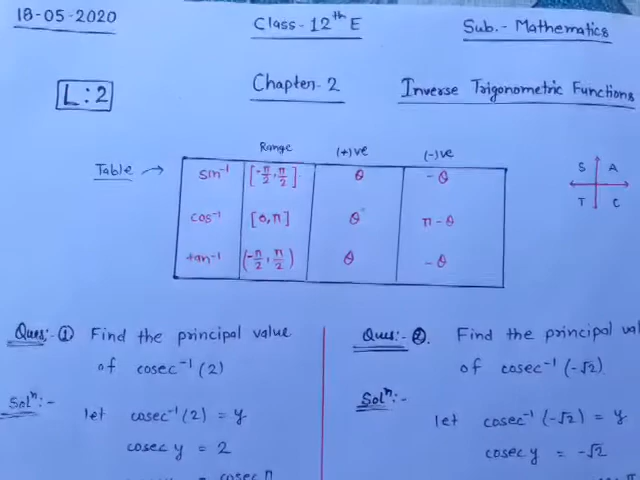 18-05-2020 Class- 12th E Sub.- Mathematics
L:2 Chapter-2 Inverse Trigonometric Functions
Range (+)ve (-)ve
Table → sin⁻¹ [-π/2, π/2] θ -θ
cos⁻¹ [0, π] θ π-θ
tan⁻¹ (-π/2, π/2) θ -θ
S A
T C
Ques:- ① Find the principal value
of cosec⁻¹(2)
Solⁿ:-
let cosec⁻¹(2) = y
cosec y = 2
= cosec π
Ques:- ②. Find the principal va
of cosec⁻¹(-√2)
Solⁿ:-
let cosec⁻¹(-√2) = y
cosec y = -√2